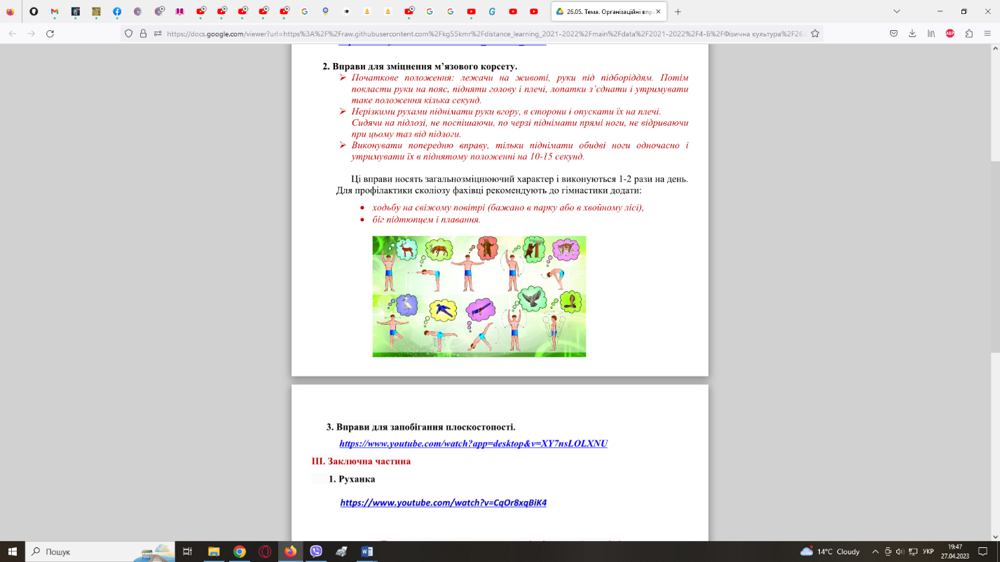 26.05. Тема. Організаційні впр
https://docs.google.com/viewer?url=https%3A%2F%2Fraw.githubusercontent.com%2Fkg55kmr%2Fdistance_learning_2021-2022%2Fmain%2Fdata%2F2021-2022%2F4-Б%2FФізична культура%2F26.
2. Вправи для зміцнення м’язового корсету.
➢ Початкове положення: лежачи на животі, руки під підборіддям. Потім
покласти руки на пояс, підняти голову і плечі, лопатки з’єднати і утримувати
таке положення кілька секунд.
➢ Нерізкими рухами піднімати руки вгору, в сторони і опускати їх на плечі.
Сидячи на підлозі, не поспішаючи, по черзі піднімати прямі ноги, не відриваючи
при цьому таз від підлоги.
➢ Виконувати попередню вправу, тільки піднімати обидві ноги одночасно і
утримувати їх в піднятому положенні на 10-15 секунд.
Ці вправи носять загальнозміцнюючий характер і виконуються 1-2 рази на день.
Для профілактики сколіозу фахівці рекомендують до гімнастики додати:
• ходьбу на свіжому повітрі (бажано в парку або в хвойному лісі),
• біг підтюпцем і плавання.
3. Вправи для запобігання плоскостопості.
https://www.youtube.com/watch?app=desktop&v=XY7nsLOLXNU
ІІІ. Заключна частина
1. Руханка
https://www.youtube.com/watch?v=CqOr8xqBiK4
Пошук
14°C Cloudy
УКР
19:47
27.04.2023